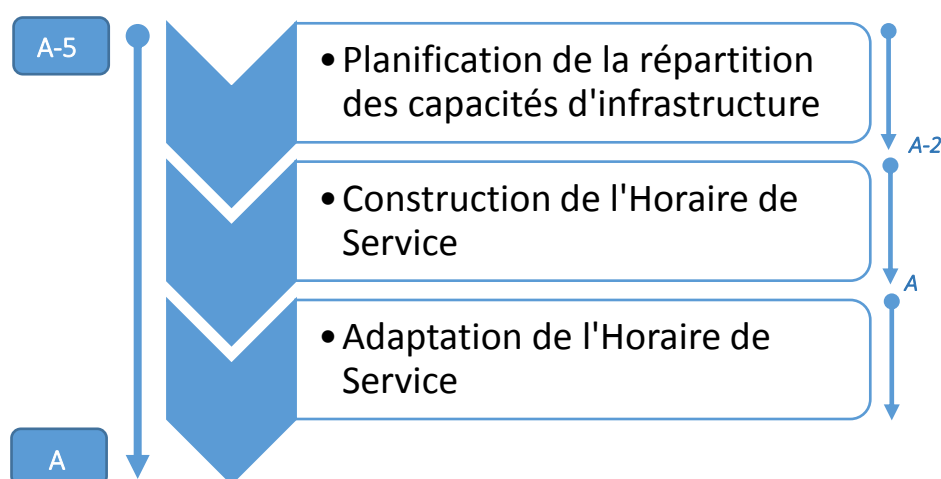 A-5
• Planification de la répartition
des capacités d'infrastructure
A-2
• Construction de l'Horaire de
Service
A
• Adaptation de l'Horaire de
Service
A